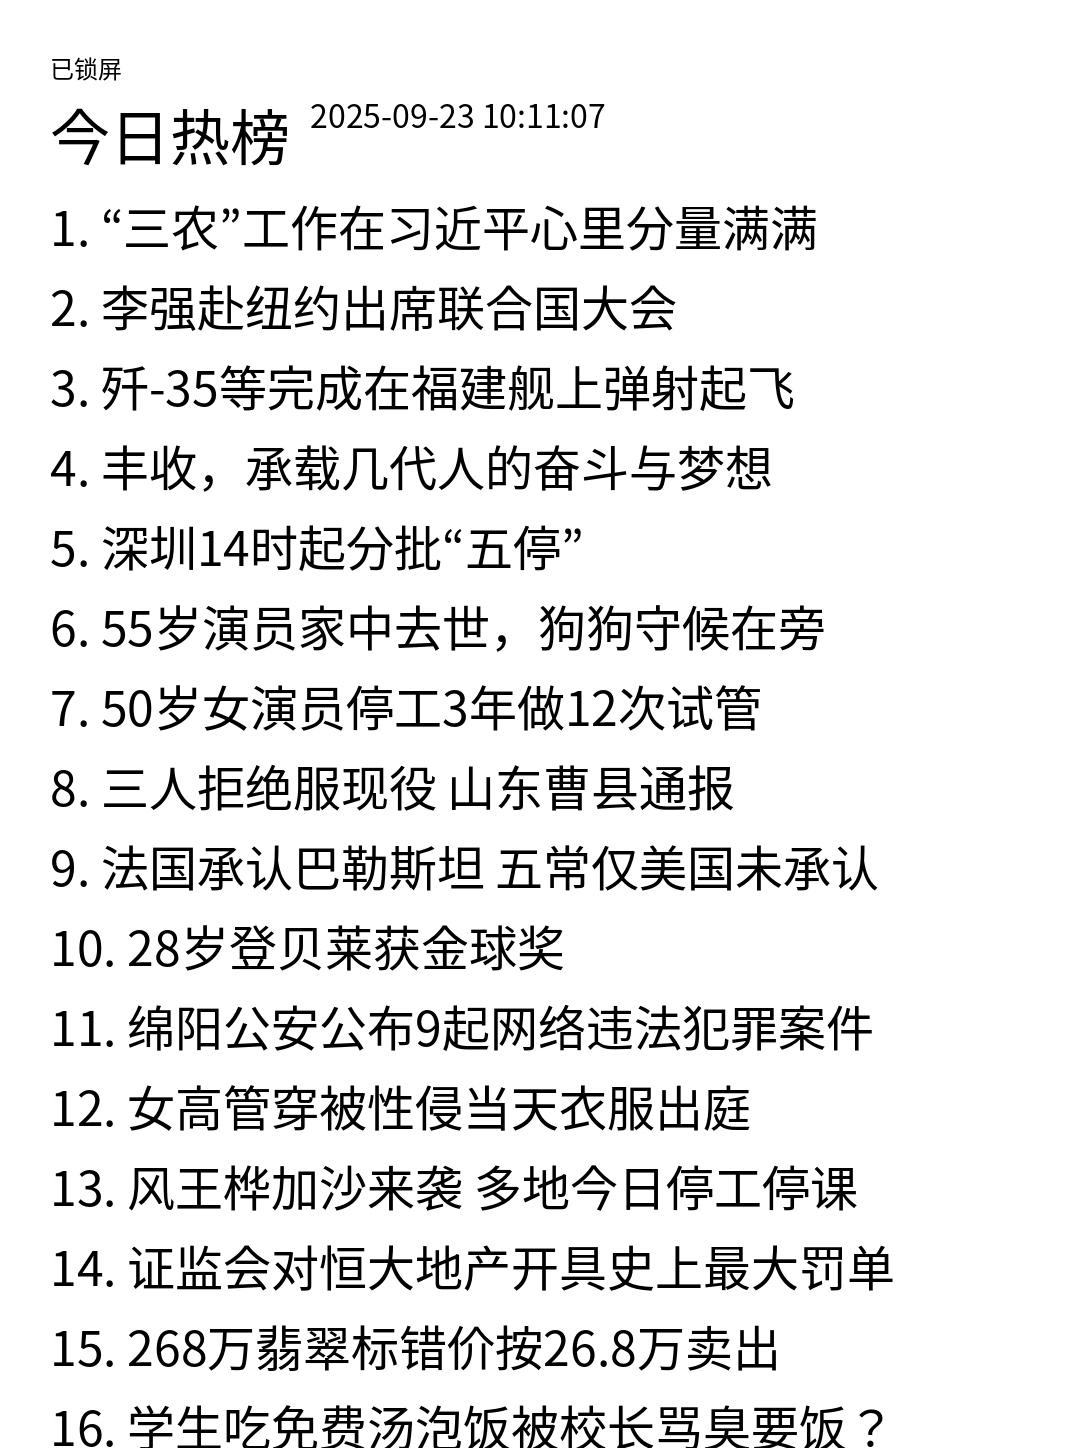 已锁屏
今日热榜 2025-09-23 10:11:07
1. “三农”工作在习近平心里分量满满
2. 李强赴纽约出席联合国大会
3. 歼-35等完成在福建舰上弹射起飞
4. 丰收，承载几代人的奋斗与梦想
5. 深圳14时起分批“五停”
6. 55岁演员家中去世，狗狗守候在旁
7. 50岁女演员停工3年做12次试管
8. 三人拒绝服现役 山东曹县通报
9. 法国承认巴勒斯坦 五常仅美国未承认
10. 28岁登贝莱获金球奖
11. 绵阳公安公布9起网络违法犯罪案件
12. 女高管穿被性侵当天衣服出庭
13. 风王桦加沙来袭 多地今日停工停课
14. 证监会对恒大地产开具史上最大罚单
15. 268万翡翠标错价按26.8万卖出
16. 学生吃免费汤泡饭被校长骂臭要饭？